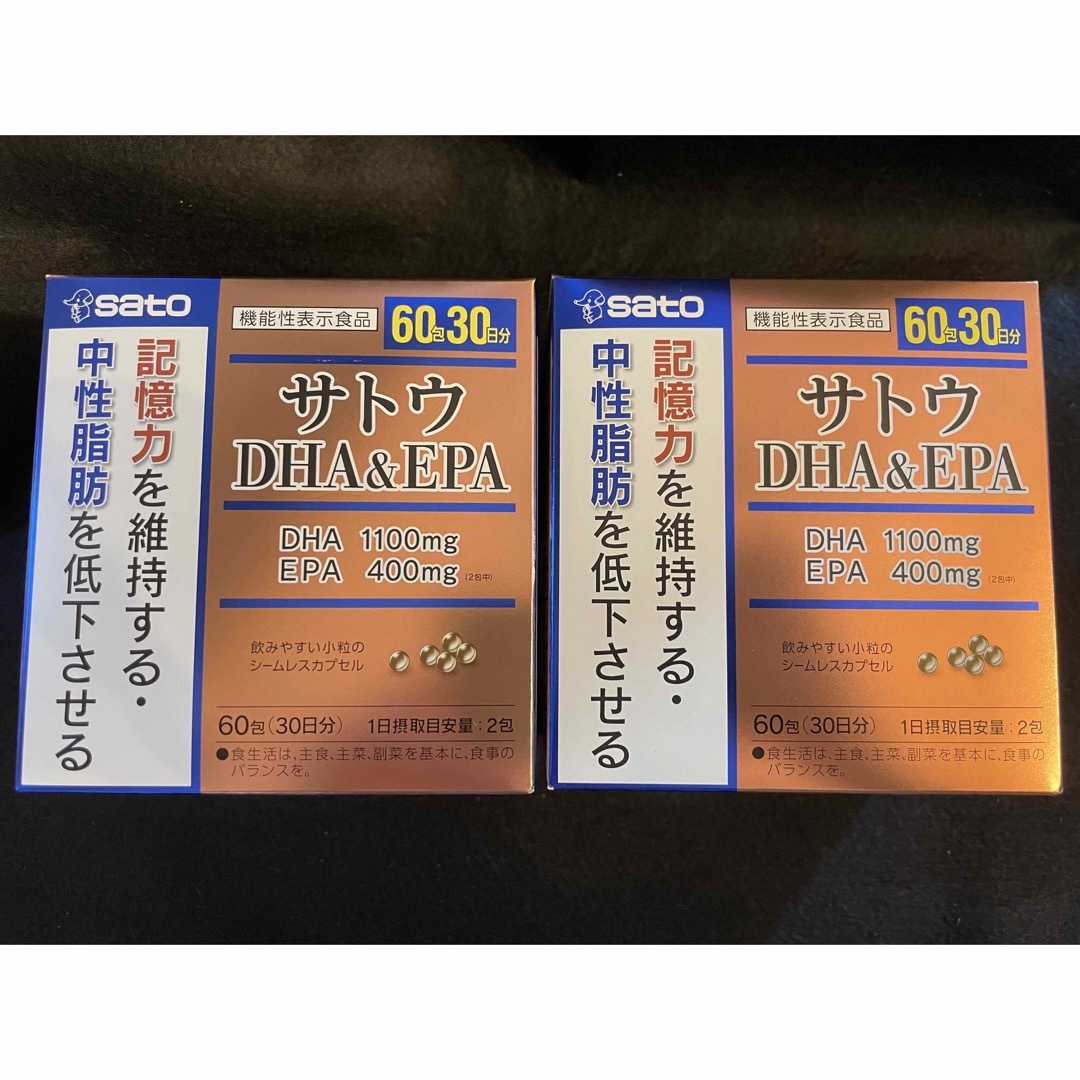 sato
機能性表示食品
60包30日分
記憶力を維持する・
中性脂肪を低下させる
サトウ
DHA&EPA
DHA 1100mg
EPA 400mg (2包中)
飲みやすい小粒の
シームレスカプセル
60包(30日分) 1日摂取目安量:2包
●食生活は、主食、主菜、副菜を基本に、食事の
バランスを。
sato
機能性表示食品
60包30日分
記憶力を維持する・
中性脂肪を低下させる
サトウ
DHA&EPA
DHA 1100mg
EPA 400mg (2包中)
飲みやすい小粒の
シームレスカプセル
60包(30日分) 1日摂取目安量:2包
●食生活は、主食、主菜、副菜を基本に、食事の
バランスを。